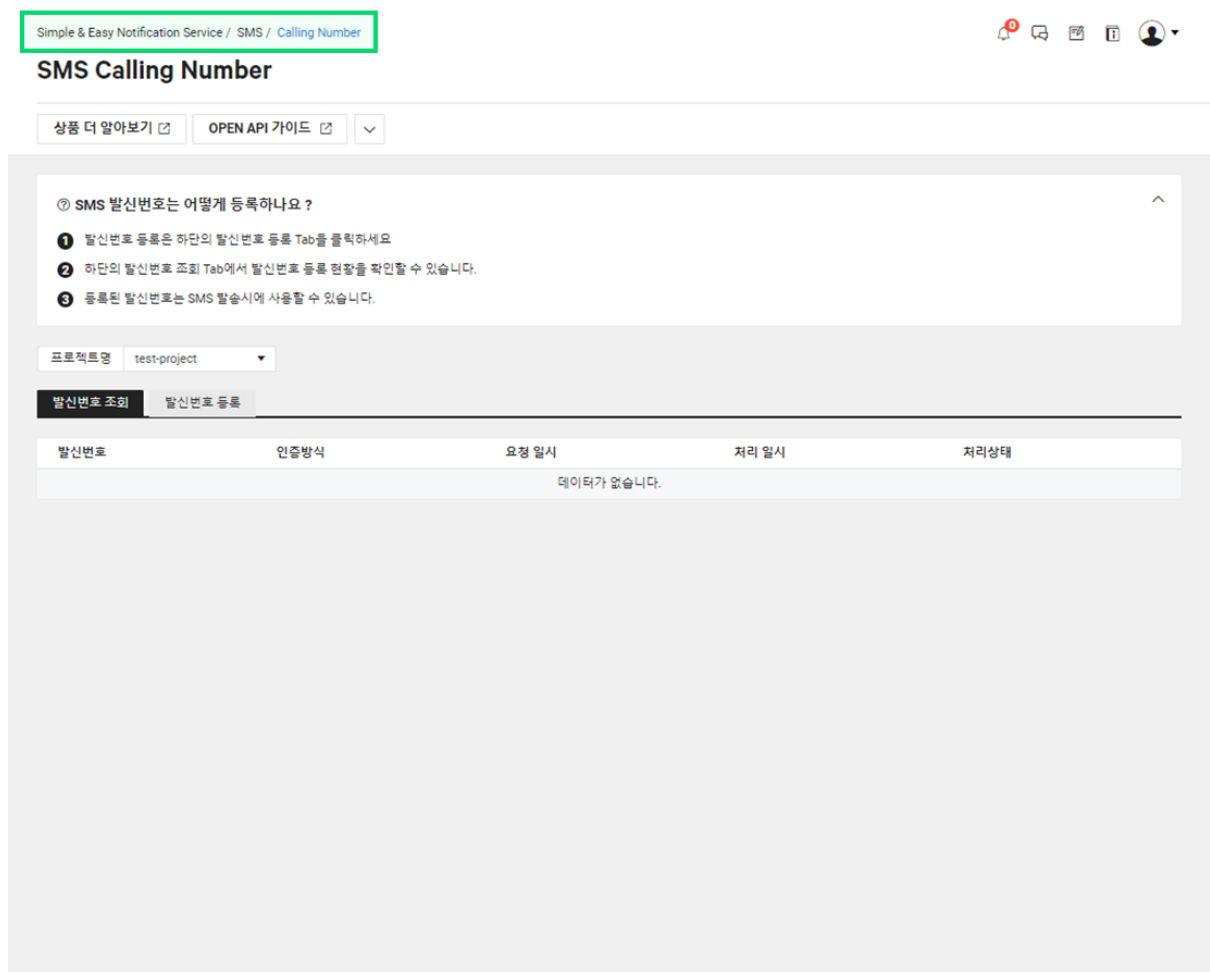 Simple & Easy Notification Service / SMS / Calling Number
0
SMS Calling Number
상품 더 알아보기
OPEN API 가이드
SMS 발신번호는 어떻게 등록하나요 ?
1 발신번호 등록은 하단의 발신번호 등록 Tab을 클릭하세요
2 하단의 발신번호 조회 Tab에서 발신번호 등록 현황을 확인할 수 있습니다.
3 등록된 발신번호는 SMS 발송시에 사용할 수 있습니다.
프로젝트명 test-project
발신번호 조회 발신번호 등록
발신번호 인증방식 요청 일시 처리 일시 처리상태
데이터가 없습니다.